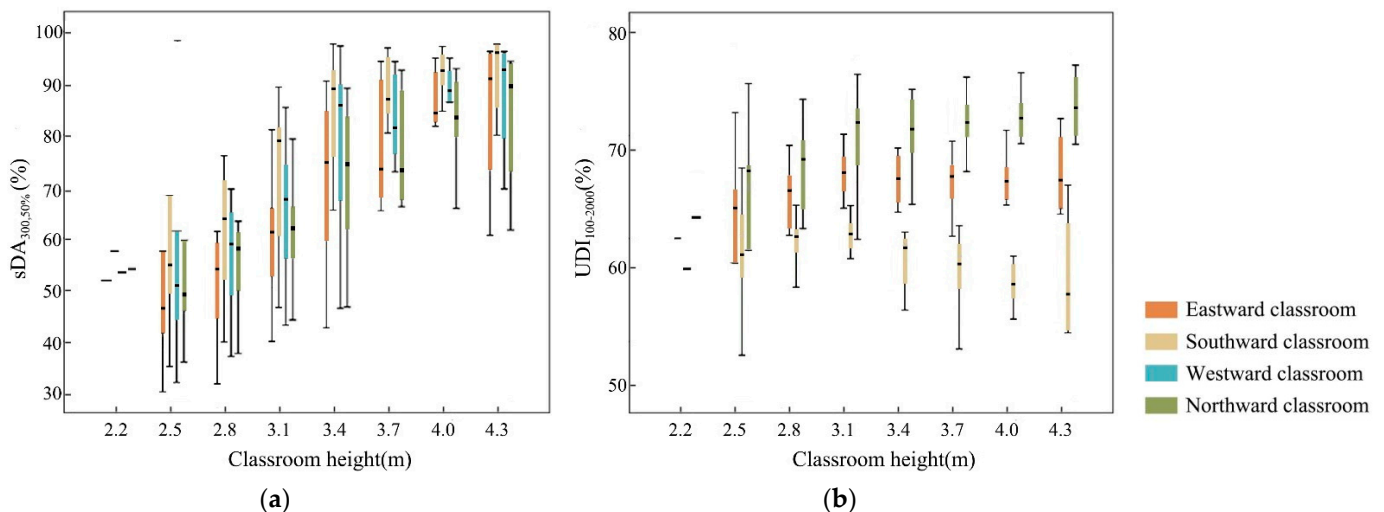 100
90
80
70
60
50
40
30
sDA300,50%(%)
2.2 2.5 2.8 3.1 3.4 3.7 4.0 4.3
Classroom height(m)
(a)
80
70
60
50
UDI100-2000(%)
2.2 2.5 2.8 3.1 3.4 3.7 4.0 4.3
Classroom height(m)
(b)
Eastward classroom
Southward classroom
Westward classroom
Northward classroom